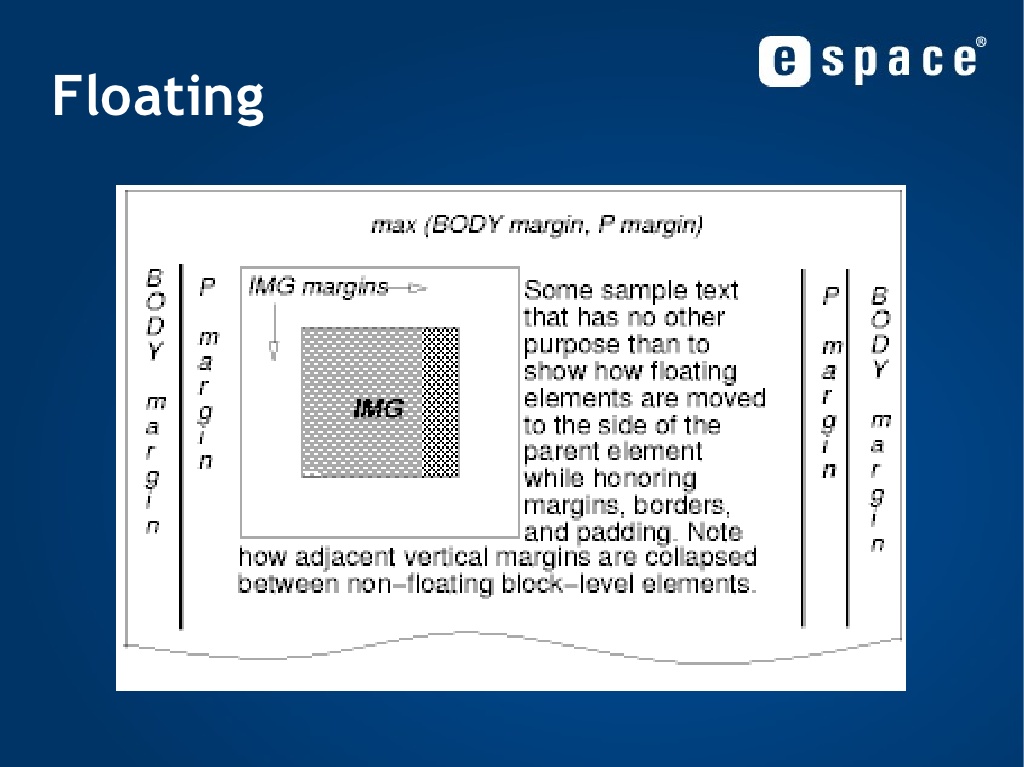 e space®
Floating
max (BODY margin, P margin)
BODY margin
P margin
IMG margins
IMG
Some sample text
that has no other
purpose than to
show how floating
elements are moved
to the side of the
parent element
while honoring
margins, borders,
and padding. Note
how adjacent vertical margins are collapsed
between non-floating block-level elements.
P margin
BODY margin